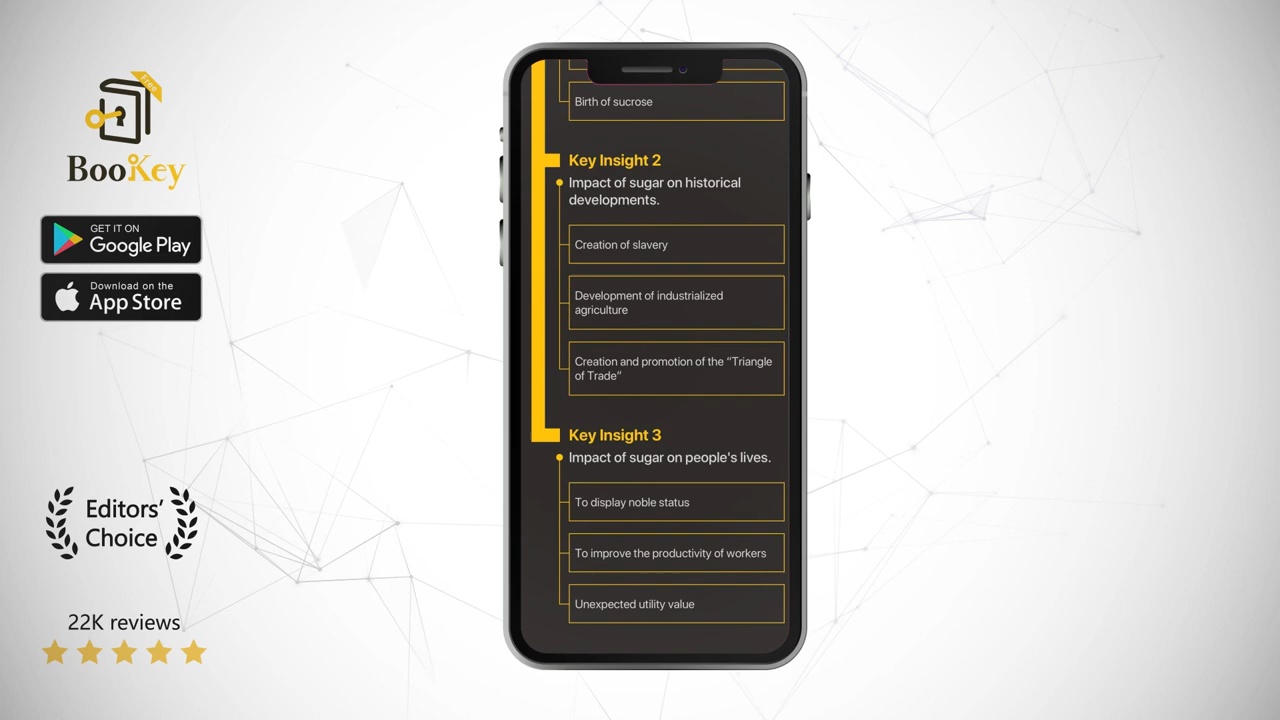 Free
BooKey
GET IT ON
Google Play
Download on the
App Store
Editors'
Choice
22K reviews
Birth of sucrose
Key Insight 2
Impact of sugar on historical
developments.
Creation of slavery
Development of industrialized
agriculture
Creation and promotion of the “Triangle
of Trade“
Key Insight 3
Impact of sugar on people's lives.
To display noble status
To improve the productivity of workers
Unexpected utility value